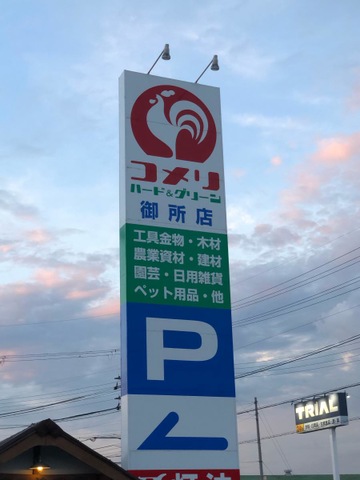 コメリ
ハード&グリーン
御所店
工具金物・木材
農業資材・建材
園芸・日用雑貨
ペット用品・他
P
TRIAL